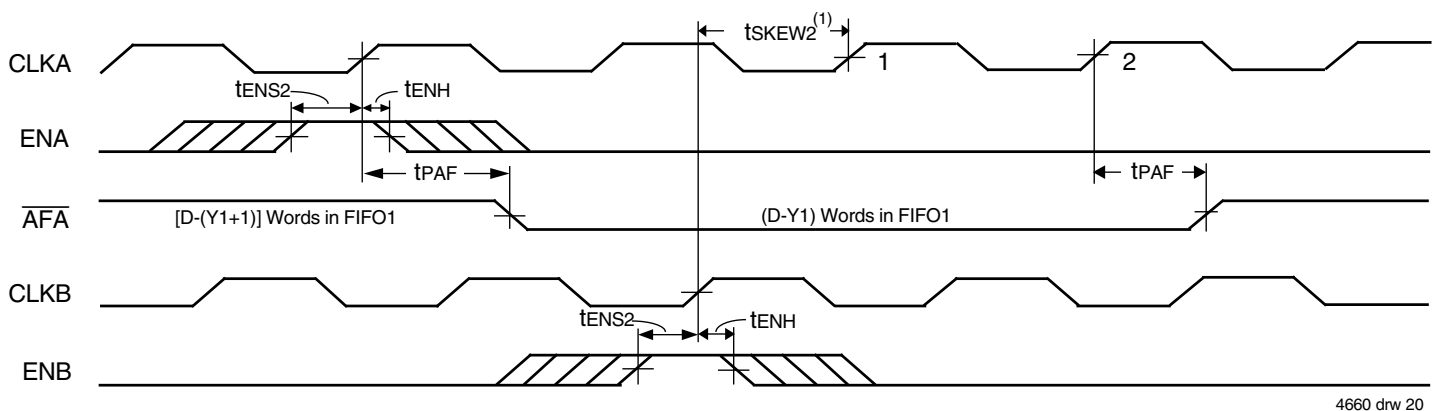 tSKEW2(1)
CLKA 1 2
tENS2 tENH
ENA
tPAF tPAF
AFA [D-(Y1+1)] Words in FIFO1 (D-Y1) Words in FIFO1
CLKB
tENS2 tENH
ENB
4660 drw 20